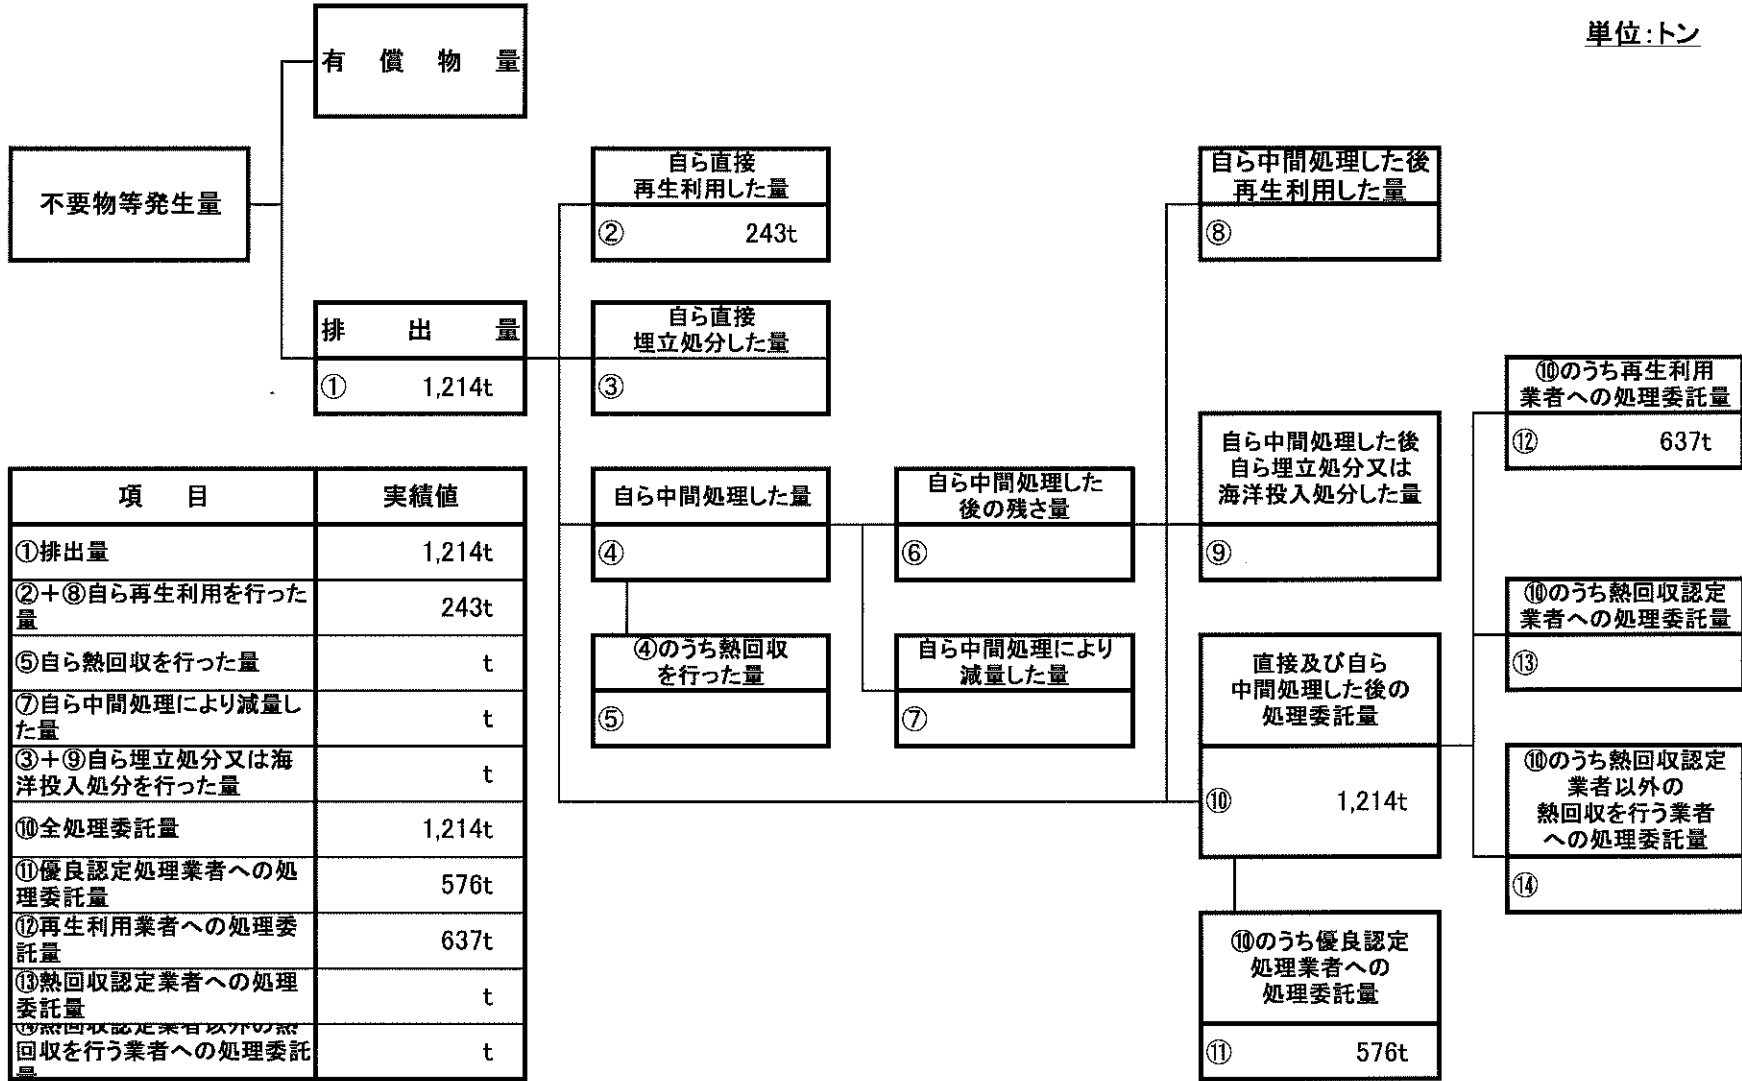 単位:トン
有償物量
不要物等発生量
排出量
① 1,214t
自ら直接
再生利用した量
② 243t
自ら直接
埋立処分した量
③
自ら中間処理した量
④
④のうち熱回収
を行った量
⑤
自ら中間処理した
後の残さ量
⑥
自ら中間処理により
減量した量
⑦
自ら中間処理した後
再生利用した量
⑧
自ら中間処理した後
自ら埋立処分又は
海洋投入処分した量
⑨
直接及び自ら
中間処理した後の
処理委託量
⑩ 1,214t
⑩のうち優良認定
処理業者への
処理委託量
⑪ 576t
⑩のうち再生利用
業者への処理委託量
⑫ 637t
⑩のうち熱回収認定
業者への処理委託量
⑬
⑩のうち熱回収認定
業者以外の
熱回収を行う業者
への処理委託量
⑭
項目 実績値
①排出量 1,214t
②+⑧自ら再生利用を行った
量 243t
⑤自ら熱回収を行った量 t
⑦自ら中間処理により減量し
た量 t
③+⑨自ら埋立処分又は海
洋投入処分を行った量 t
⑩全処理委託量 1,214t
⑪優良認定処理業者への処
理委託量 576t
⑫再生利用業者への処理委
託量 637t
⑬熱回収認定業者への処理
委託量 t
⑭熱回収認定業者以外の熱
回収を行う業者への処理委託
量 t